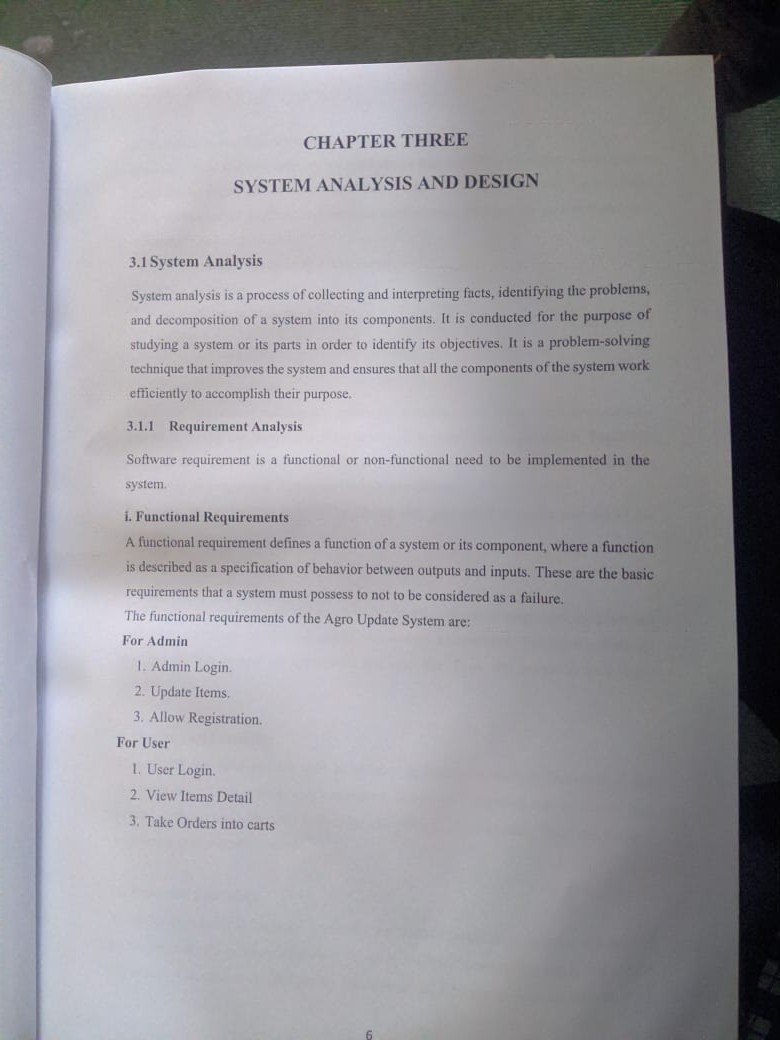 CHAPTER THREE
SYSTEM ANALYSIS AND DESIGN
3.1 System Analysis
System analysis is a process of collecting and interpreting facts, identifying the problems,
and decomposition of a system into its components. It is conducted for the purpose of
studying a system or its parts in order to identify its objectives. It is a problem-solving
technique that improves the system and ensures that all the components of the system work
efficiently to accomplish their purpose.
3.1.1 Requirement Analysis
Software requirement is a functional or non-functional need to be implemented in the
system.
i. Functional Requirements
A functional requirement defines a function of a system or its component, where a function
is described as a specification of behavior between outputs and inputs. These are the basic
requirements that a system must possess to not to be considered as a failure.
The functional requirements of the Agro Update System are:
For Admin
1. Admin Login.
2. Update Items.
3. Allow Registration.
For User
1. User Login.
2. View Items Detail
3. Take Orders into carts
6